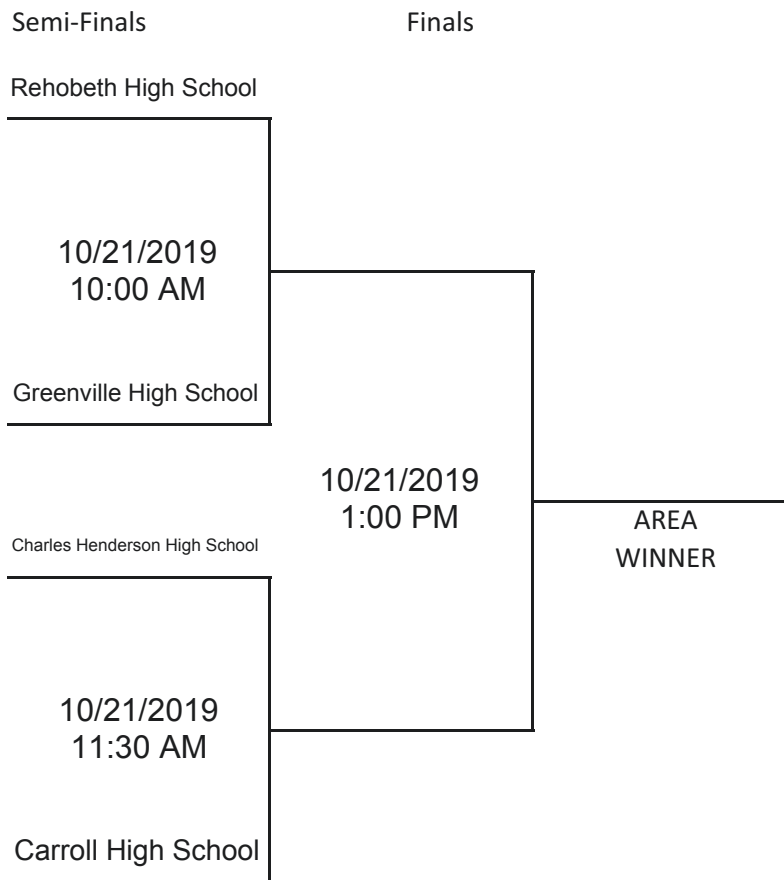 Semi-Finals
Finals
Rehobeth High School
10/21/2019
10:00 AM
Greenville High School
10/21/2019
1:00 PM
AREA
WINNER
Charles Henderson High School
10/21/2019
11:30 AM
Carroll High School